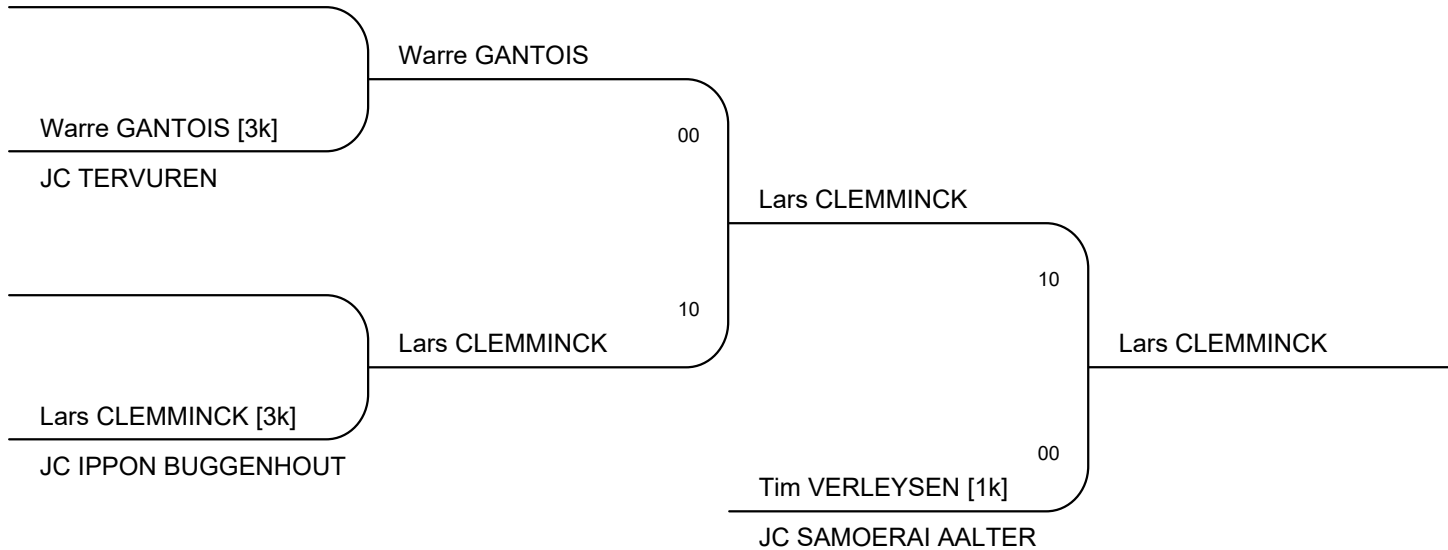 Warre GANTOIS
Warre GANTOIS [3k]
00
JC TERVUREN
Lars CLEMMINCK
10
10
Lars CLEMMINCK
Lars CLEMMINCK
Lars CLEMMINCK [3k]
00
JC IPPON BUGGENHOUT
Tim VERLEYSEN [1k]
JC SAMOERAI AALTER